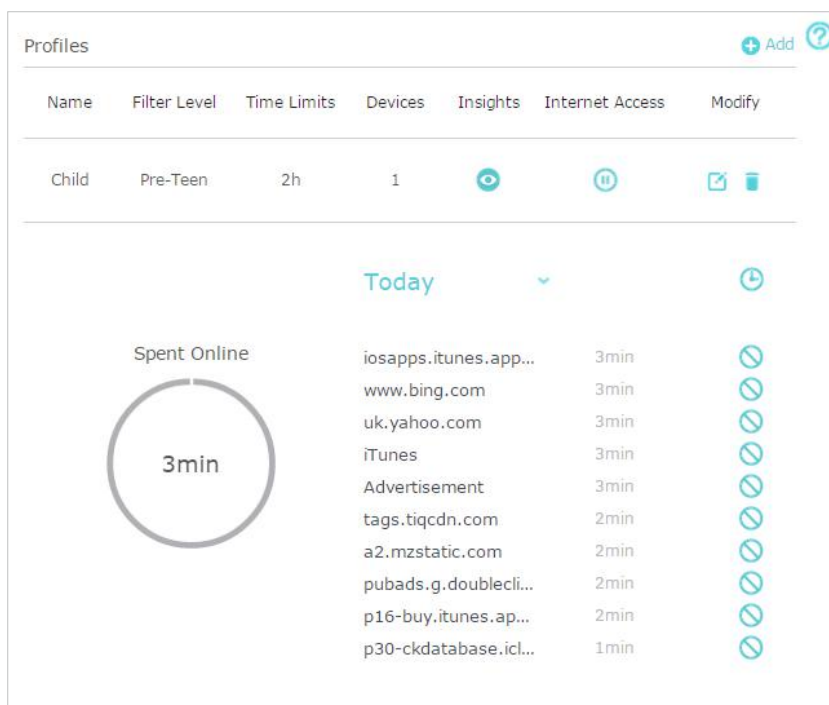 Profiles
Add
Name Filter Level Time Limits Devices Insights Internet Access Modify
Child Pre-Teen 2h 1
Today
Spent Online
3min
iosapps.itunes.app... 3min
www.bing.com 3min
uk.yahoo.com 3min
iTunes 3min
Advertisement 3min
tags.tiqcdn.com 2min
a2.mzstatic.com 2min
pubads.g.doublecli... 2min
p16-buy.itunes.ap... 2min
p30-ckdatabase.icl... 1min